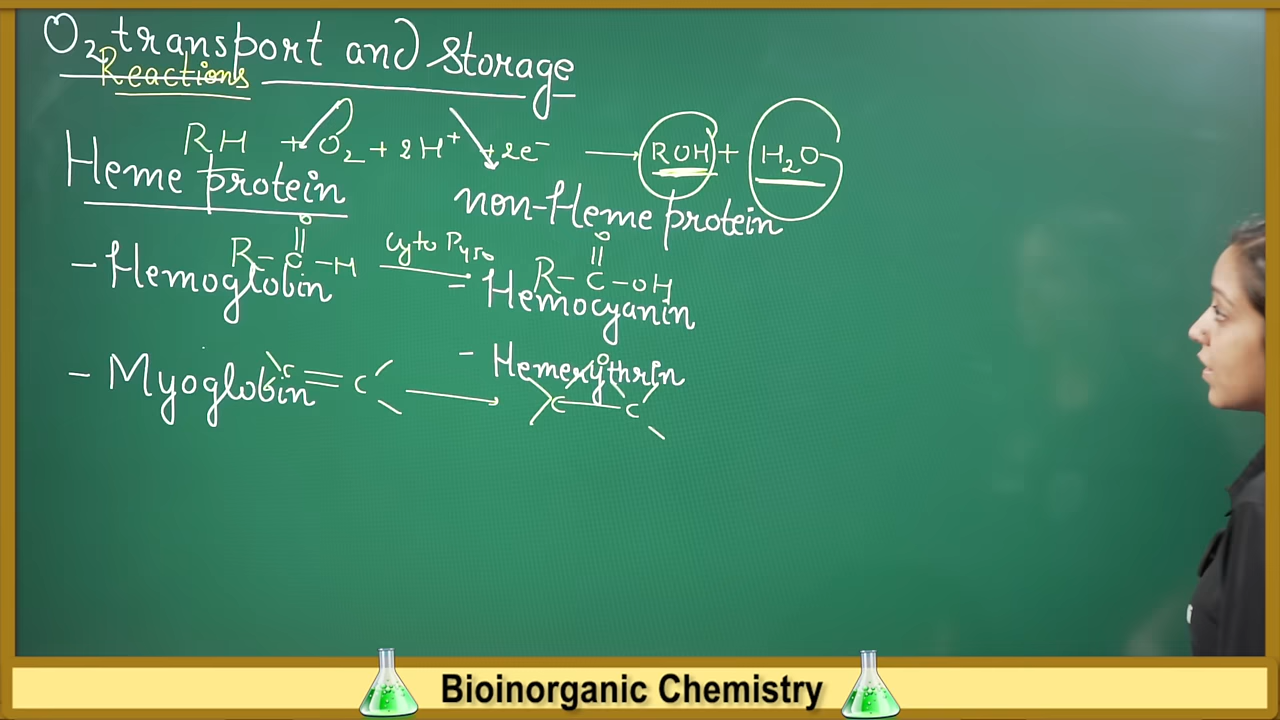 O₂ transport and storage
Reactions
RH + O₂ + 2H⁺ + 2e⁻ → ROH + H₂O
Heme protein
non-Heme protein
O
R-C-H
Cyto P450
O
R-C-OH
- Hemoglobin
- Hemocyanin
- Myoglobin
- Hemerythrin
C=C →
O
C-C
Bioinorganic Chemistry